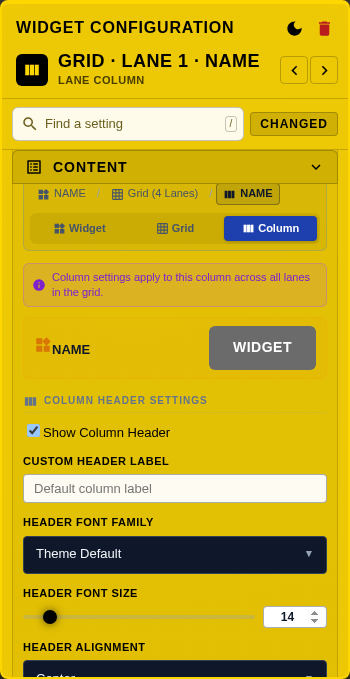 WIDGET CONFIGURATION
GRID · LANE 1 · NAME
LANE COLUMN
Find a setting
/
CHANGED
CONTENT
NAME / Grid (4 Lanes) NAME
Widget Grid Column
Column settings apply to this column across all lanes
in the grid.
NAME
WIDGET
COLUMN HEADER SETTINGS
Show Column Header
CUSTOM HEADER LABEL
Default column label
HEADER FONT FAMILY
Theme Default
HEADER FONT SIZE
14
HEADER ALIGNMENT
Center